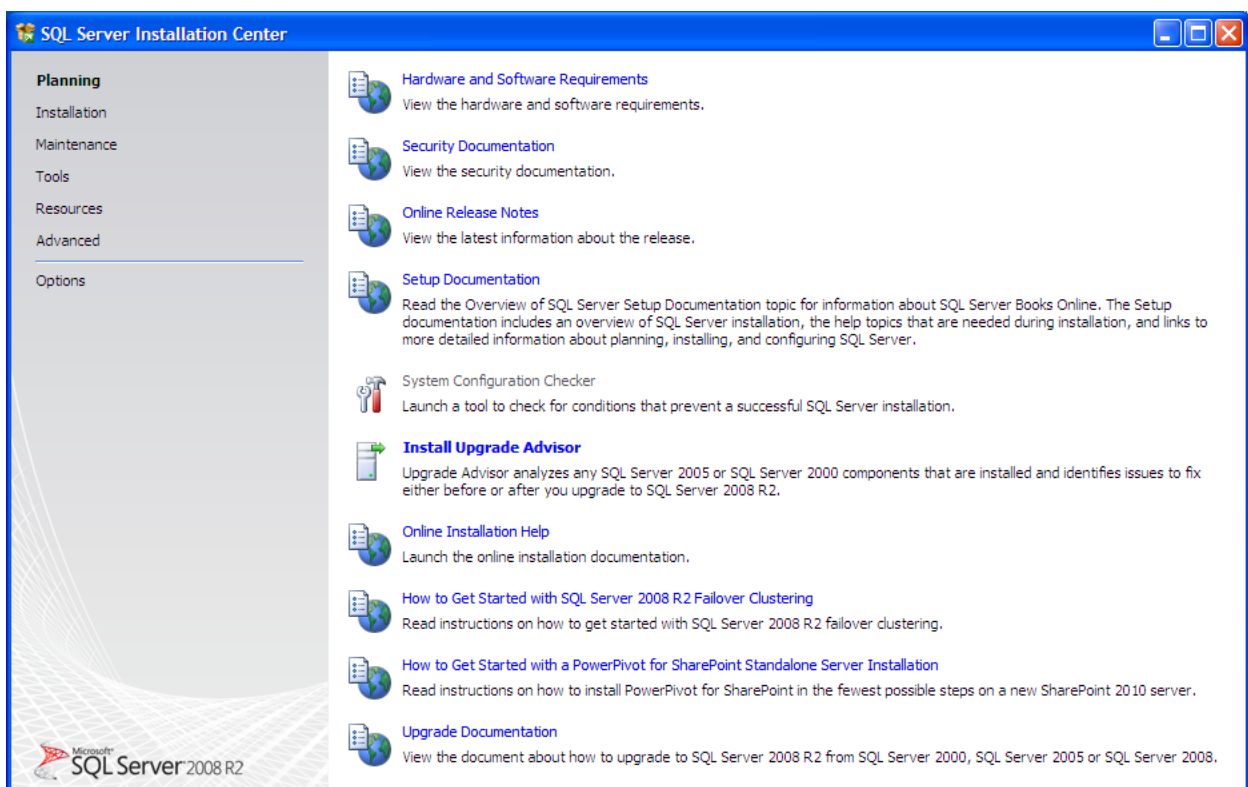 SQL Server Installation Center
Planning
Installation
Maintenance
Tools
Resources
Advanced
Options
Hardware and Software Requirements
View the hardware and software requirements.
Security Documentation
View the security documentation.
Online Release Notes
View the latest information about the release.
Setup Documentation
Read the Overview of SQL Server Setup Documentation topic for information about SQL Server Books Online. The Setup
documentation includes an overview of SQL Server installation, the help topics that are needed during installation, and links to
more detailed information about planning, installing, and configuring SQL Server.
System Configuration Checker
Launch a tool to check for conditions that prevent a successful SQL Server installation.
Install Upgrade Advisor
Upgrade Advisor analyzes any SQL Server 2005 or SQL Server 2000 components that are installed and identifies issues to fix
either before or after you upgrade to SQL Server 2008 R2.
Online Installation Help
Launch the online installation documentation.
How to Get Started with SQL Server 2008 R2 Failover Clustering
Read instructions on how to get started with SQL Server 2008 R2 failover clustering.
How to Get Started with a PowerPivot for SharePoint Standalone Server Installation
Read instructions on how to install PowerPivot for SharePoint in the fewest possible steps on a new SharePoint 2010 server.
Upgrade Documentation
View the document about how to upgrade to SQL Server 2008 R2 from SQL Server 2000, SQL Server 2005 or SQL Server 2008.
Microsoft®
SQL Server 2008 R2